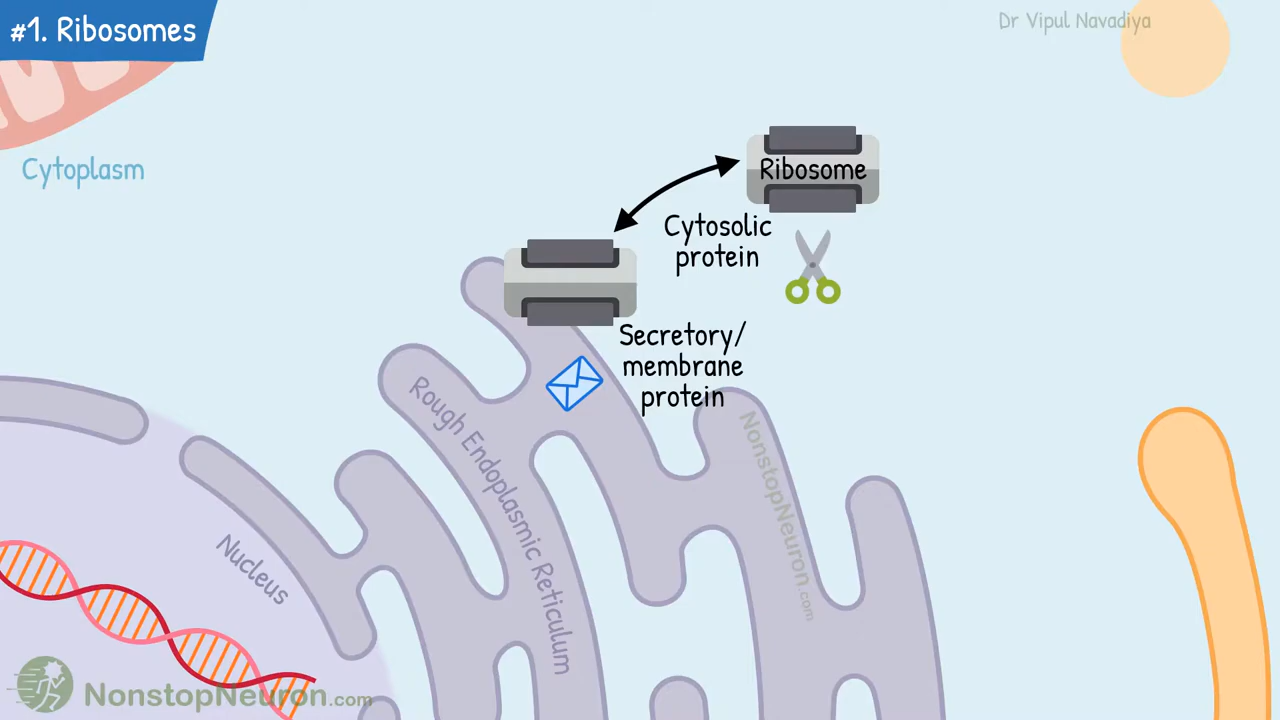 #1. Ribosomes
Dr Vipul Navadiya
Cytoplasm
Ribosome
Cytosolic
protein
Secretory/
membrane
protein
Rough Endoplasmic Reticulum
NonstopNeuron.com
Nucleus
NonstopNeuron.com